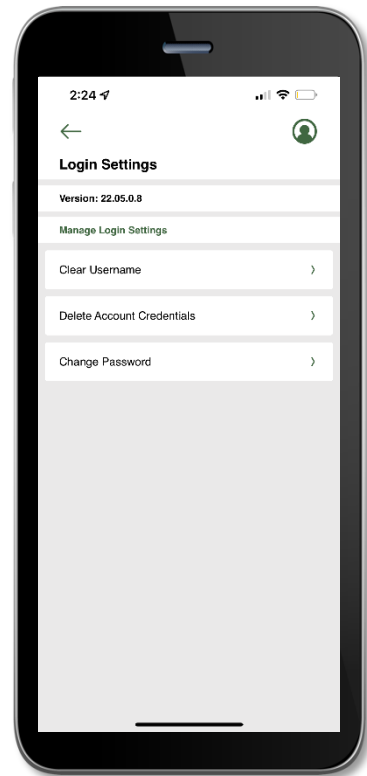 2:24
Login Settings
Version: 22.05.0.8
Manage Login Settings
Clear Username
Delete Account Credentials
Change Password